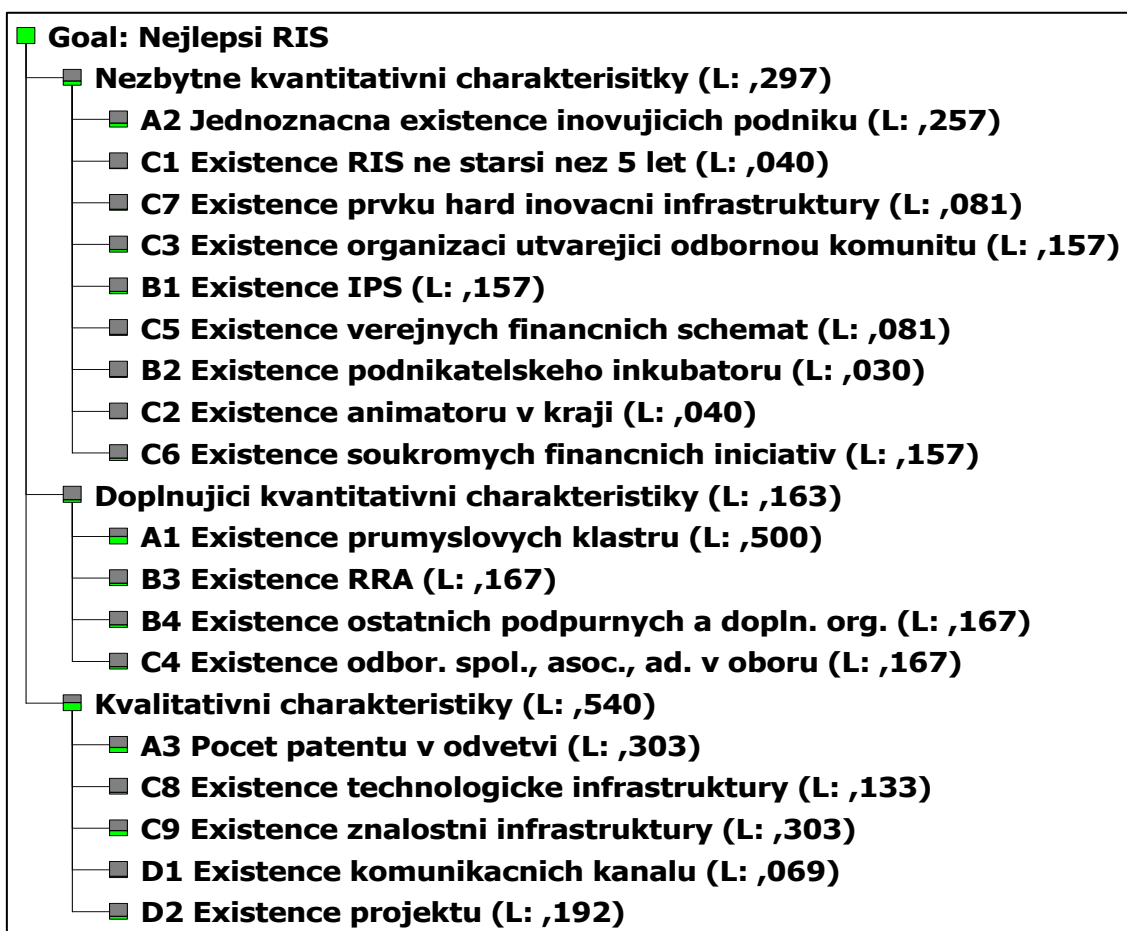 Goal: Nejlepsi RIS
Nezbytne kvantitativni charakterisitky (L: ,297)
A2 Jednoznacna existence inovujicich podniku (L: ,257)
C1 Existence RIS ne starsi nez 5 let (L: ,040)
C7 Existence prvku hard inovacni infrastruktury (L: ,081)
C3 Existence organizaci utvarejici odbornou komunitu (L: ,157)
B1 Existence IPS (L: ,157)
C5 Existence verejnych financnich schemat (L: ,081)
B2 Existence podnikatelskeho inkubatoru (L: ,030)
C2 Existence animatoru v kraji (L: ,040)
C6 Existence soukromych financnich iniciativ (L: ,157)
Doplnujici kvantitativni charakteristiky (L: ,163)
A1 Existence prumyslovych klastru (L: ,500)
B3 Existence RRA (L: ,167)
B4 Existence ostatnich podpurnych a dopln. org. (L: ,167)
C4 Existence odbor. spol., asoc., ad. v oboru (L: ,167)
Kvalitativni charakteristiky (L: ,540)
A3 Pocet patentu v odvetvi (L: ,303)
C8 Existence technologicke infrastruktury (L: ,133)
C9 Existence znalostni infrastruktury (L: ,303)
D1 Existence komunikacnich kanalu (L: ,069)
D2 Existence projektu (L: ,192)